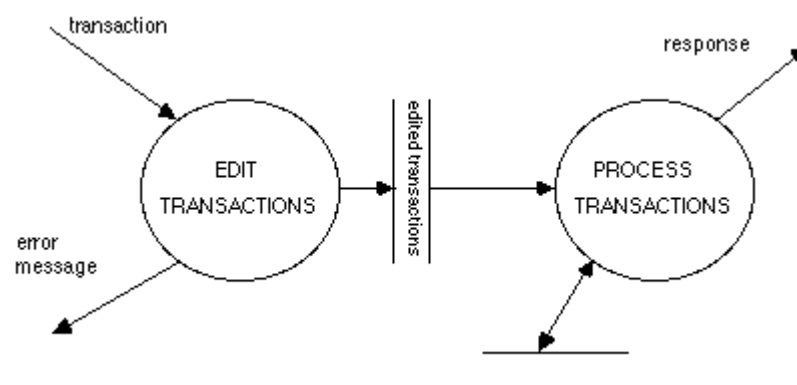 transaction
response
edited transactions
EDIT
TRANSACTIONS
PROCESS
TRANSACTIONS
error
message